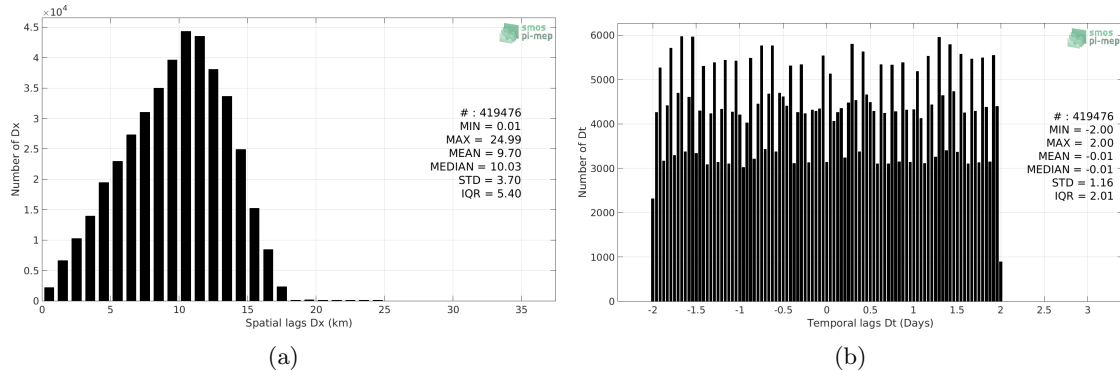 ×10⁴
4.5
4
3.5
3
2.5
2
1.5
1
0.5
0
Number of Dx
smos
pi-mep
# : 419476
MIN = 0.01
MAX = 24.99
MEAN = 9.70
MEDIAN = 10.03
STD = 3.70
IQR = 5.40
0 5 10 15 20 25 30 35
Spatial lags Dx (km)
(a)
6000
5000
4000
3000
2000
1000
0
Number of Dt
smos
pi-mep
# : 419476
MIN = -2.00
MAX = 2.00
MEAN = -0.01
MEDIAN = -0.01
STD = 1.16
IQR = 2.01
-2 -1.5 -1 -0.5 0 0.5 1 1.5 2 2.5 3
Temporal lags Dt (Days)
(b)